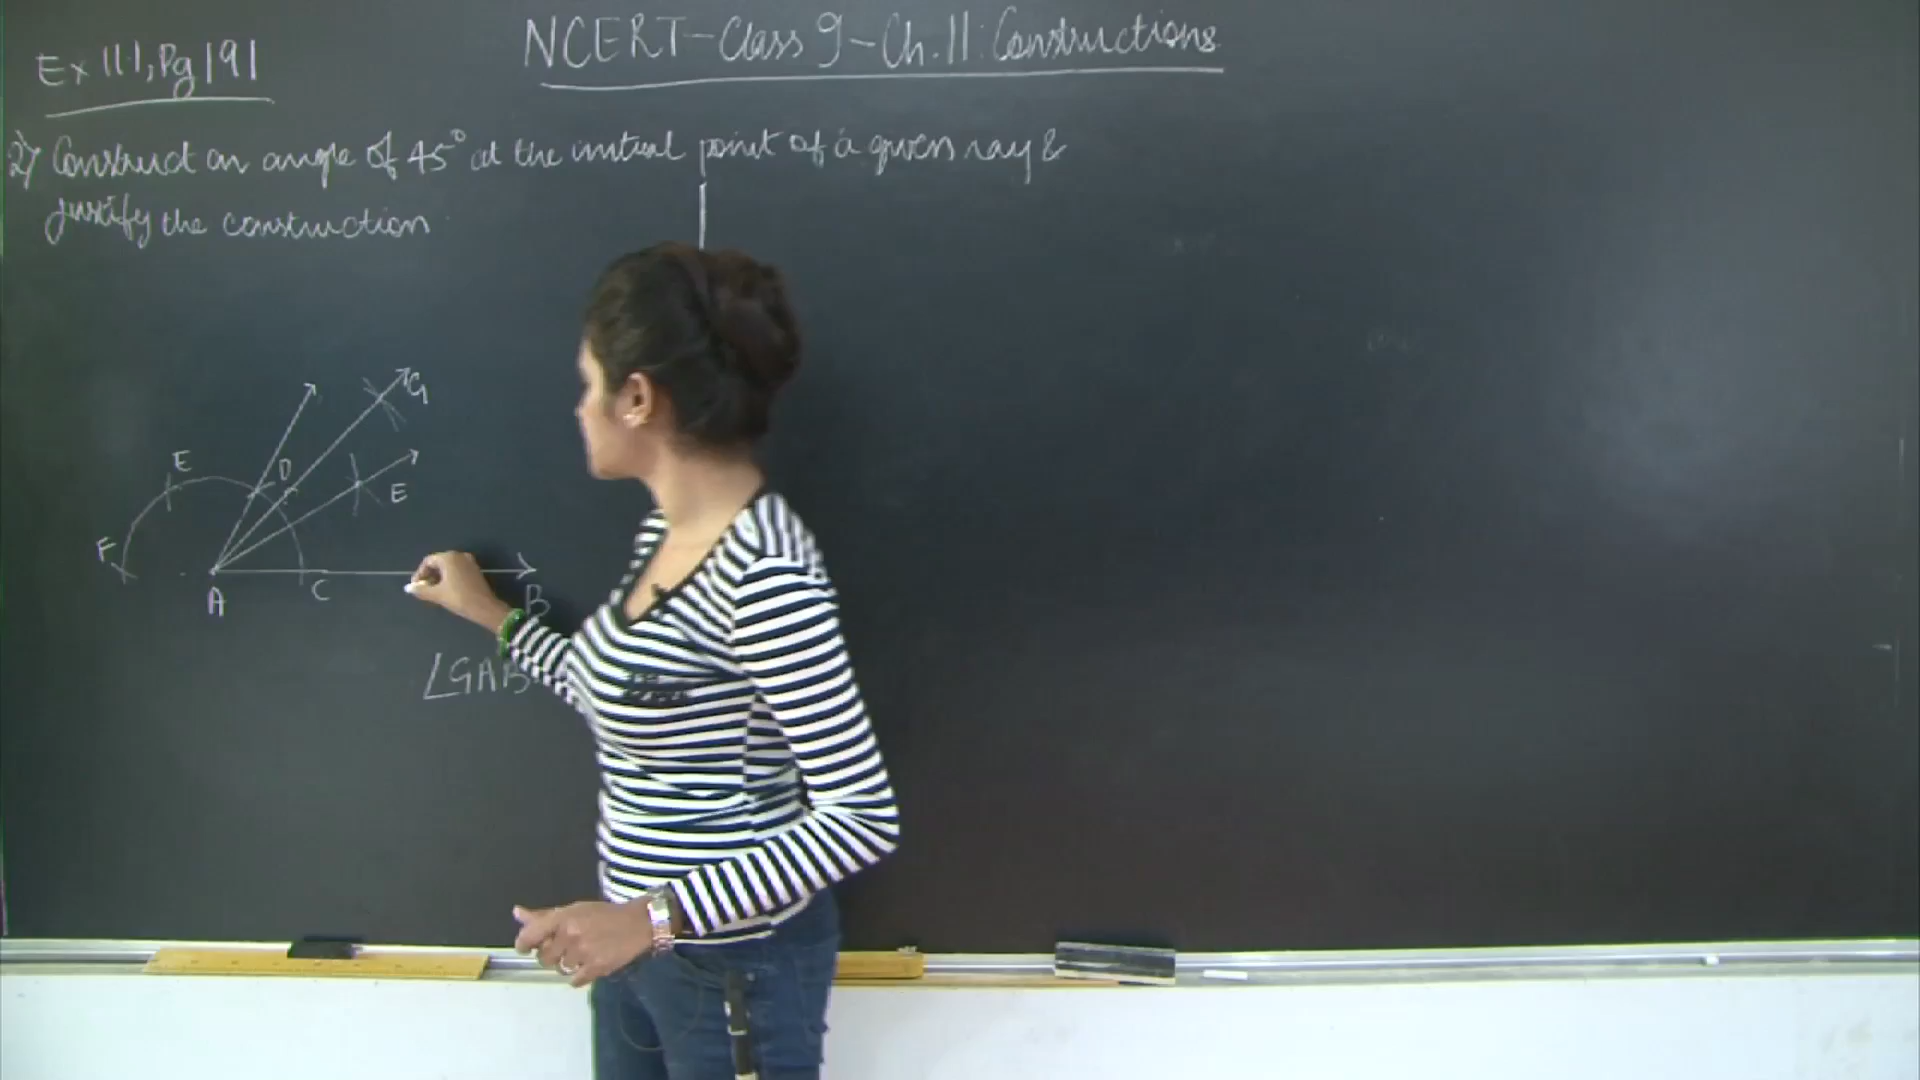 NCERT-Class 9-Ch.11: Constructions
Ex 11.1, Pg 191
2) Construct an angle of 45° at the initial point of a given ray &
justify the construction.
G
E
D
E
F
A
C
B
∠GAB